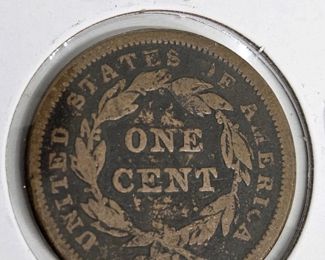 UNITED STATES OF AMERICA
ONE
CENT